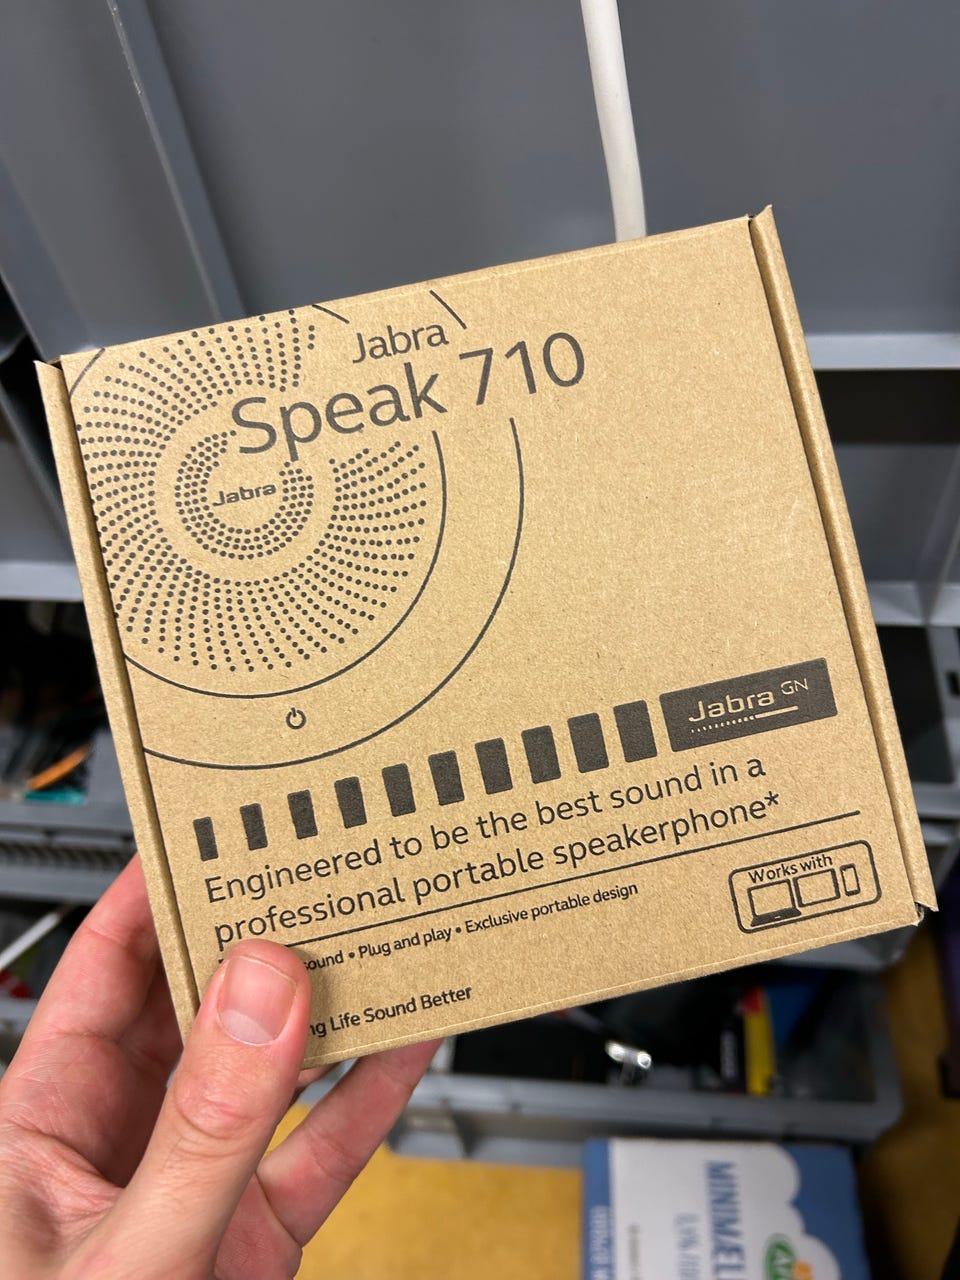 Jabra
Speak 710
Jabra
Jabra GN
Engineered to be the best sound in a
professional portable speakerphone*
Works with
sound • Plug and play • Exclusive portable design
Life Sound Better
MINIMÆL